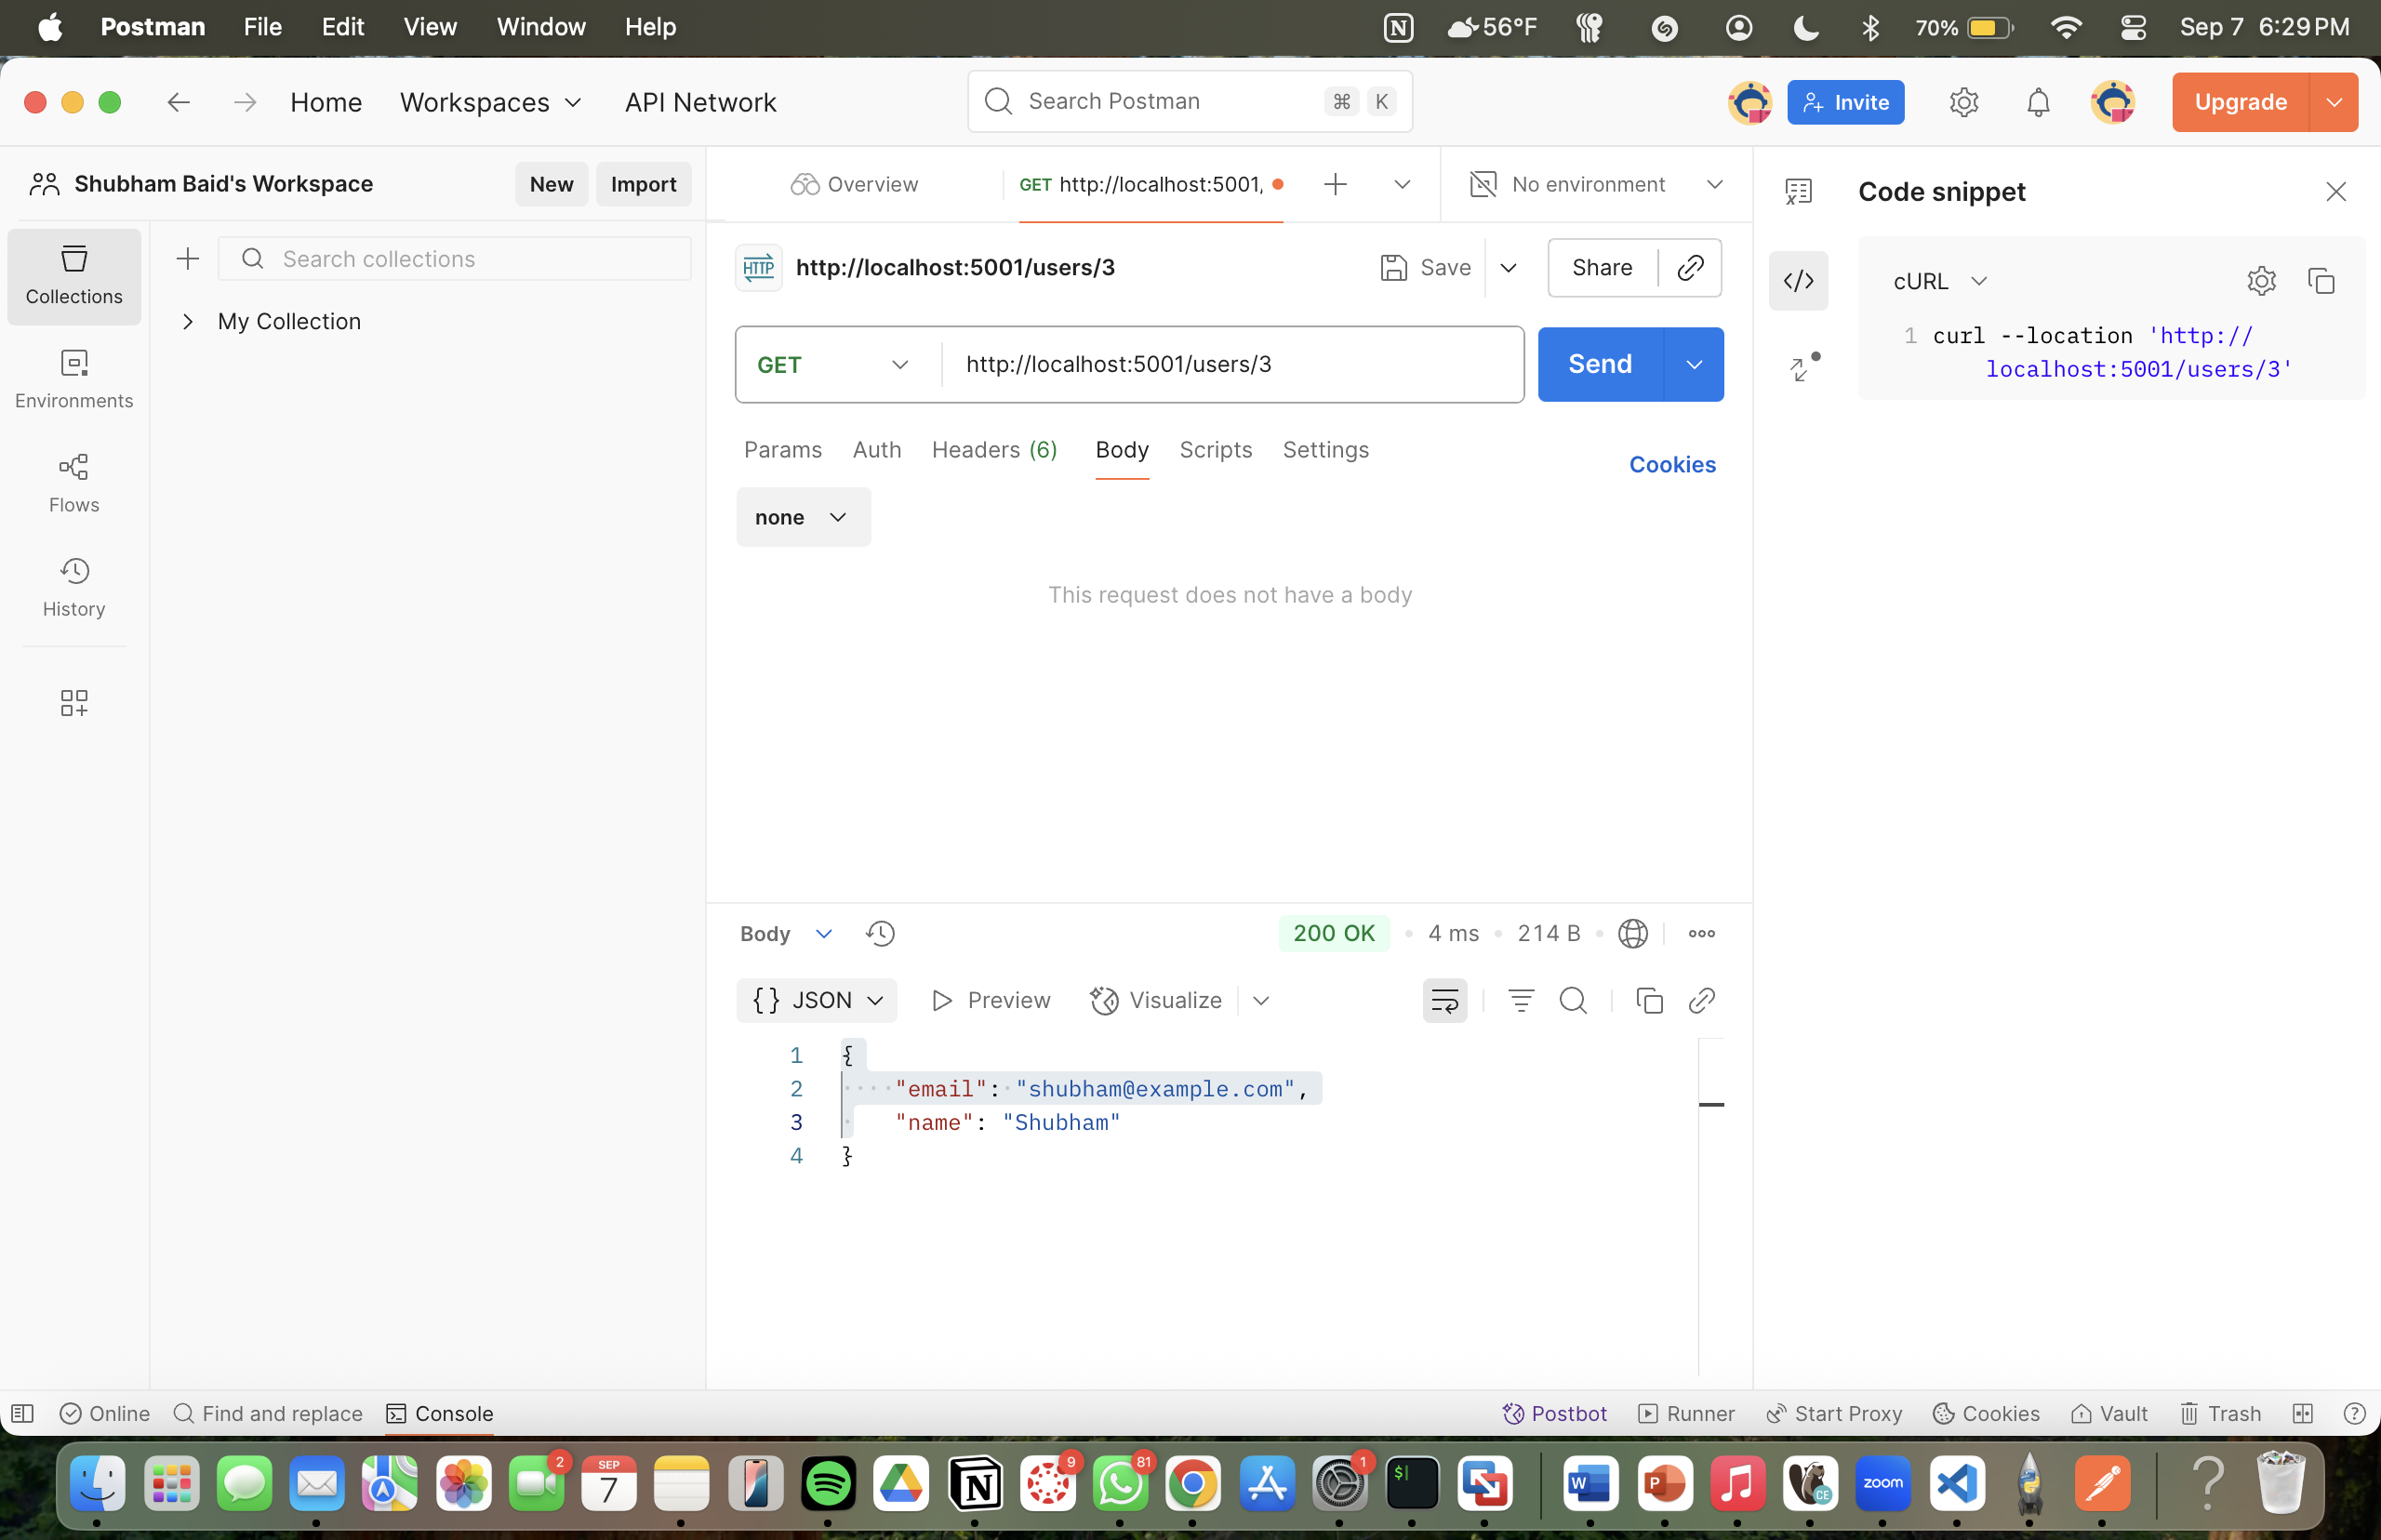 Postman File Edit View Window Help 56°F 70% Sep 7 6:29 PM
Home Workspaces API Network Search Postman ⌘ K Invite Upgrade
Shubham Baid's Workspace New Import
Overview GET http://localhost:5001, No environment
Code snippet
Collections
Environments
Flows
History
Search collections
My Collection
HTTP http://localhost:5001/users/3 Save Share
GET http://localhost:5001/users/3 Send
Params Auth Headers (6) Body Scripts Settings Cookies
none
This request does not have a body
cURL
1 curl --location 'http://
localhost:5001/users/3'
Body 200 OK 4 ms 214 B
{} JSON Preview Visualize
1 {
2 "email": "shubham@example.com",
3 "name": "Shubham"
4 }
Online Find and replace Console Postbot Runner Start Proxy Cookies Vault Trash
2 SEP 7 9 81 1 $ W P CE zoom